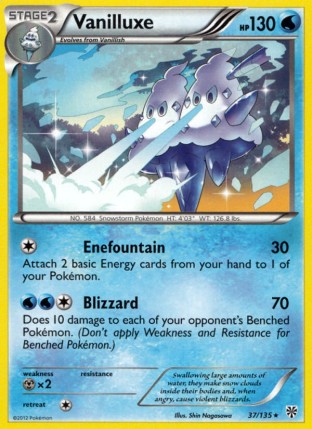 STAGE2
Vanilluxe
HP 130
Evolves from Vanillish
NO. 584 Snowstorm Pokémon HT. 4'03" WT. 126.8 lbs.
Enefountain 30
Attach 2 basic Energy cards from your hand to 1
of your Pokémon.
Blizzard 70
Does 10 damage to each of your opponent's Benched
Pokémon. (Don't apply Weakness and Resistance for
Benched Pokémon.)
weakness resistance
×2
retreat
Swallowing large amounts of
water, they make snow clouds
inside their bodies and, when
angry, cause violent blizzards.
©2012 Pokémon
Illus. Shin Nagasawa
37/135 ★